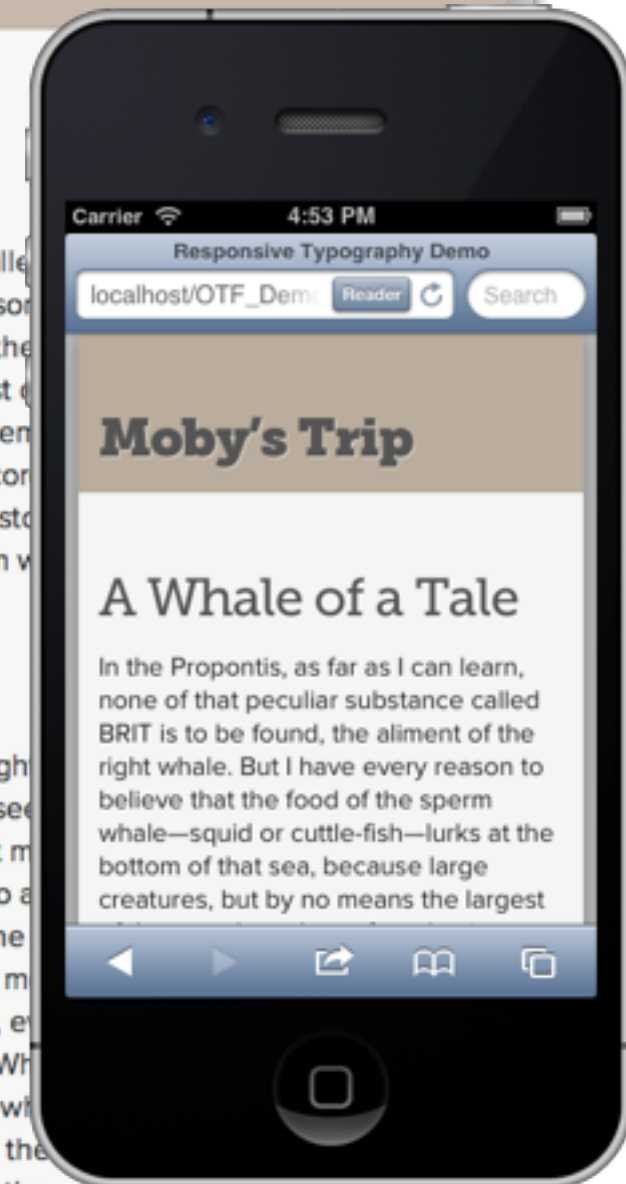 Carrier 4:53 PM
Responsive Typography Demo
localhost/OTF_Dem Reader Search
Moby's Trip
A Whale of a Tale
In the Propontis, as far as I can learn,
none of that peculiar substance called
BRIT is to be found, the aliment of the
right whale. But I have every reason to
believe that the food of the sperm
whale—squid or cuttle-fish—lurks at the
bottom of that sea, because large
creatures, but by no means the largest